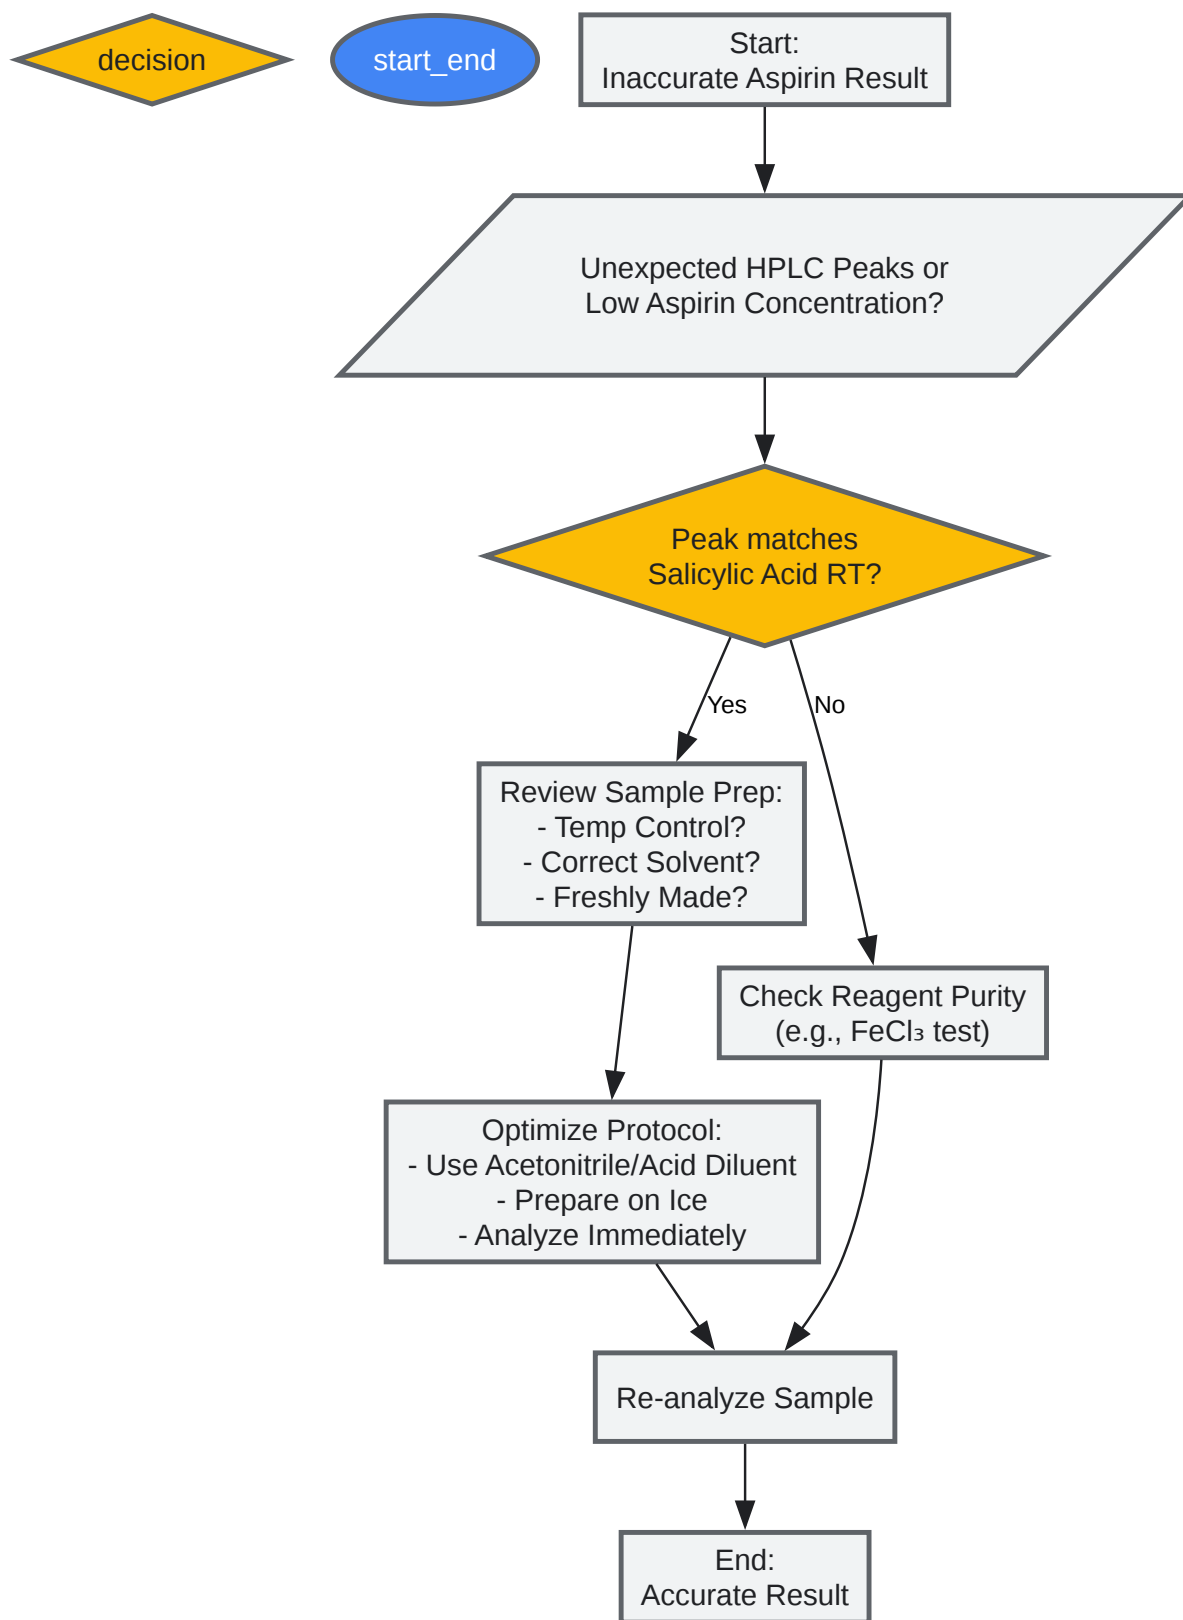 decision
start_end
Start:
Inaccurate Aspirin Result
Unexpected HPLC Peaks or
Low Aspirin Concentration?
Peak matches
Salicylic Acid RT?
Yes
No
Review Sample Prep:
- Temp Control?
- Correct Solvent?
- Freshly Made?
Check Reagent Purity
(e.g., FeCl₃ test)
Optimize Protocol:
- Use Acetonitrile/Acid Diluent
- Prepare on Ice
- Analyze Immediately
Re-analyze Sample
End:
Accurate Result